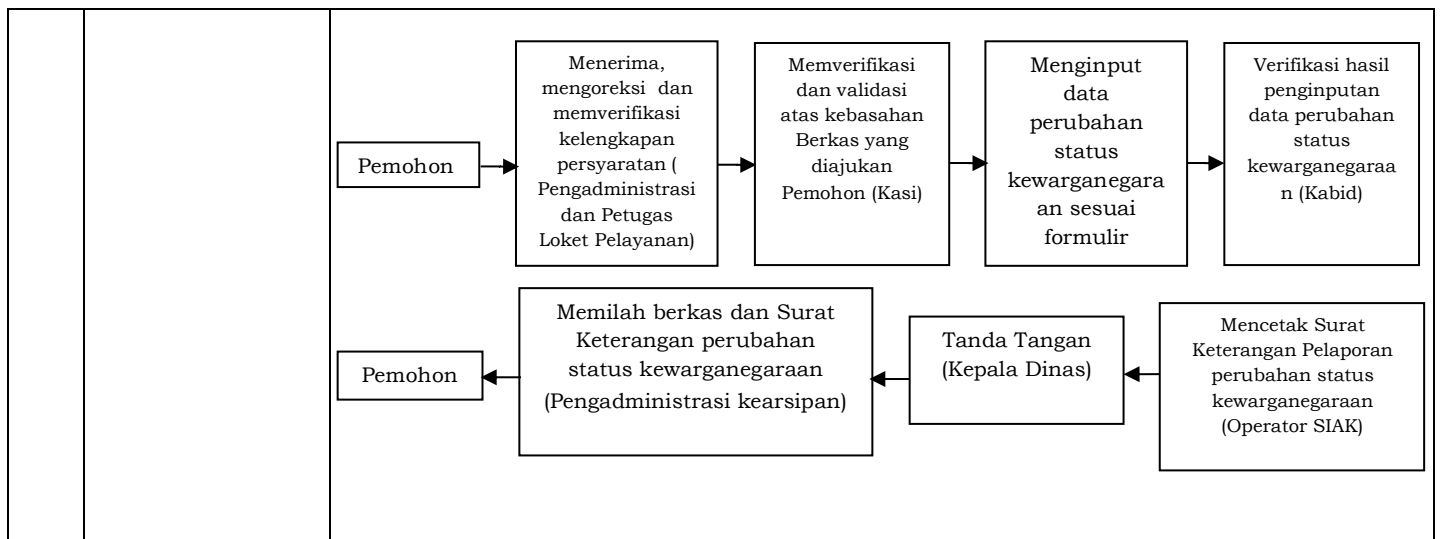 Pemohon
Menerima,
mengoreksi dan
memverifikasi
kelengkapan
persyaratan (
Pengadministrasi
dan Petugas
Loket Pelayanan)
Memverifikasi
dan validasi
atas kebasahan
Berkas yang
diajukan
Pemohon (Kasi)
Menginput
data
perubahan
status
kewarganegara
an sesuai
formulir
Verifikasi hasil
penginputan
data perubahan
status
kewarganegaraa
n (Kabid)
Mencetak Surat
Keterangan Pelaporan
perubahan status
kewarganegaraan
(Operator SIAK)
Tanda Tangan
(Kepala Dinas)
Memilah berkas dan Surat
Keterangan perubahan
status kewarganegaraan
(Pengadministrasi kearsipan)
Pemohon